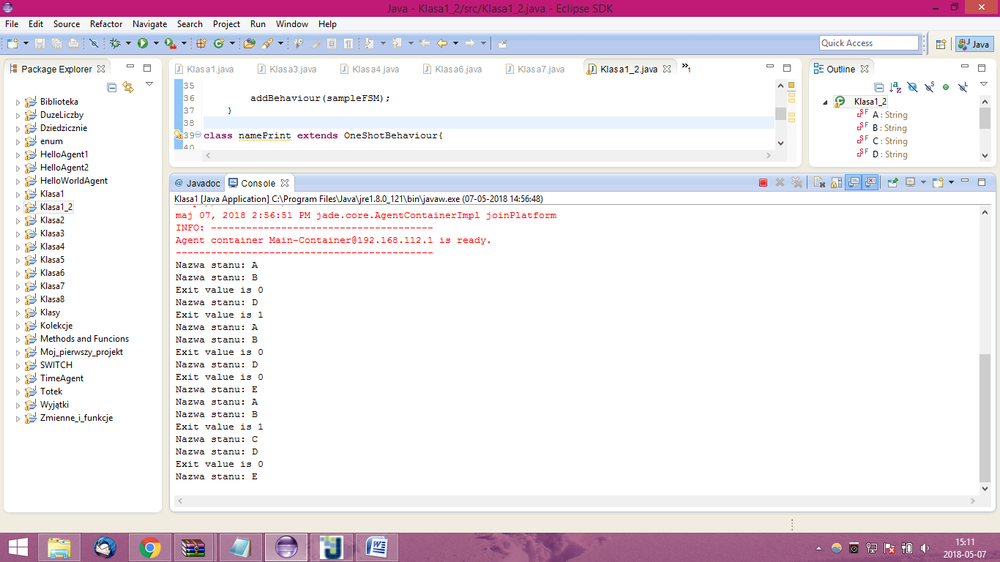 Java - Klasa1_2/src/Klasa1_2.java - Eclipse SDK
File Edit Source Refactor Navigate Search Project Run Window Help
Quick Access
Java
Package Explorer
Biblioteka
DuzeLiczby
Dziedzicznie
enum
HelloAgent1
HelloAgent2
HelloWorldAgent
Klasa1
Klasa1_2
Klasa2
Klasa3
Klasa4
Klasa5
Klasa6
Klasa7
Klasa8
Klasy
Kolekcje
Methods and Funcions
Moj_pierwszy_projekt
SWITCH
TimeAgent
Totek
Wyjątki
Zmienne_i_funkcje
Klasa1.java Klasa3.java Klasa4.java Klasa6.java Klasa7.java Klasa1_2.java »1
35
36 addBehaviour(sampleFSM);
37 }
38
39 class namePrint extends OneShotBehaviour{
40
Outline
Klasa1_2
A : String
B : String
C : String
D : String
@ Javadoc Console
Klasa1 [Java Application] C:\Program Files\Java\jre1.8.0_121\bin\javaw.exe (07-05-2018 14:56:48)
maj 07, 2018 2:56:51 PM jade.core.AgentContainerImpl joinPlatform
INFO: --------------------------------------
Agent container Main-Container@192.168.112.1 is ready.
--------------------------------------------
Nazwa stanu: A
Nazwa stanu: B
Exit value is 0
Nazwa stanu: D
Exit value is 1
Nazwa stanu: A
Nazwa stanu: B
Exit value is 0
Nazwa stanu: D
Exit value is 0
Nazwa stanu: E
Nazwa stanu: A
Nazwa stanu: B
Exit value is 1
Nazwa stanu: C
Nazwa stanu: D
Exit value is 0
Nazwa stanu: E
15:11
2018-05-07